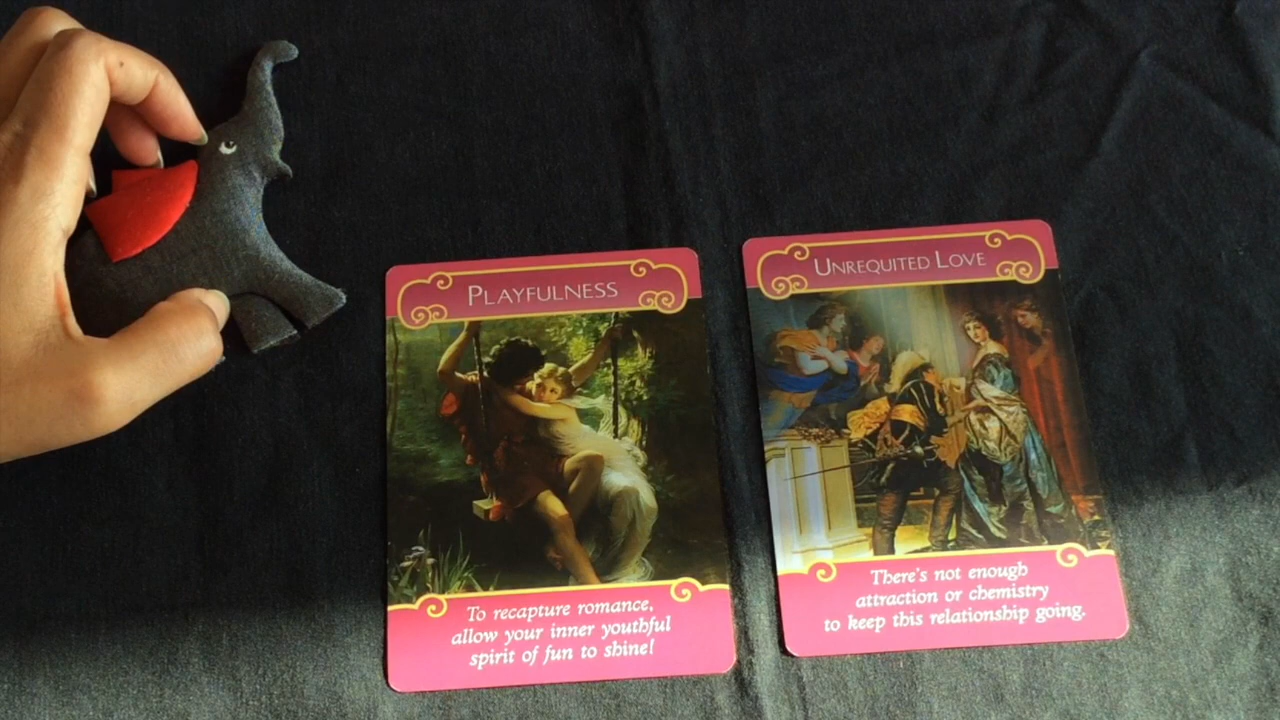 PLAYFULNESS
To recapture romance,
allow your inner youthful
spirit of fun to shine!
UNREQUITED LOVE
There's not enough
attraction or chemistry
to keep this relationship going.